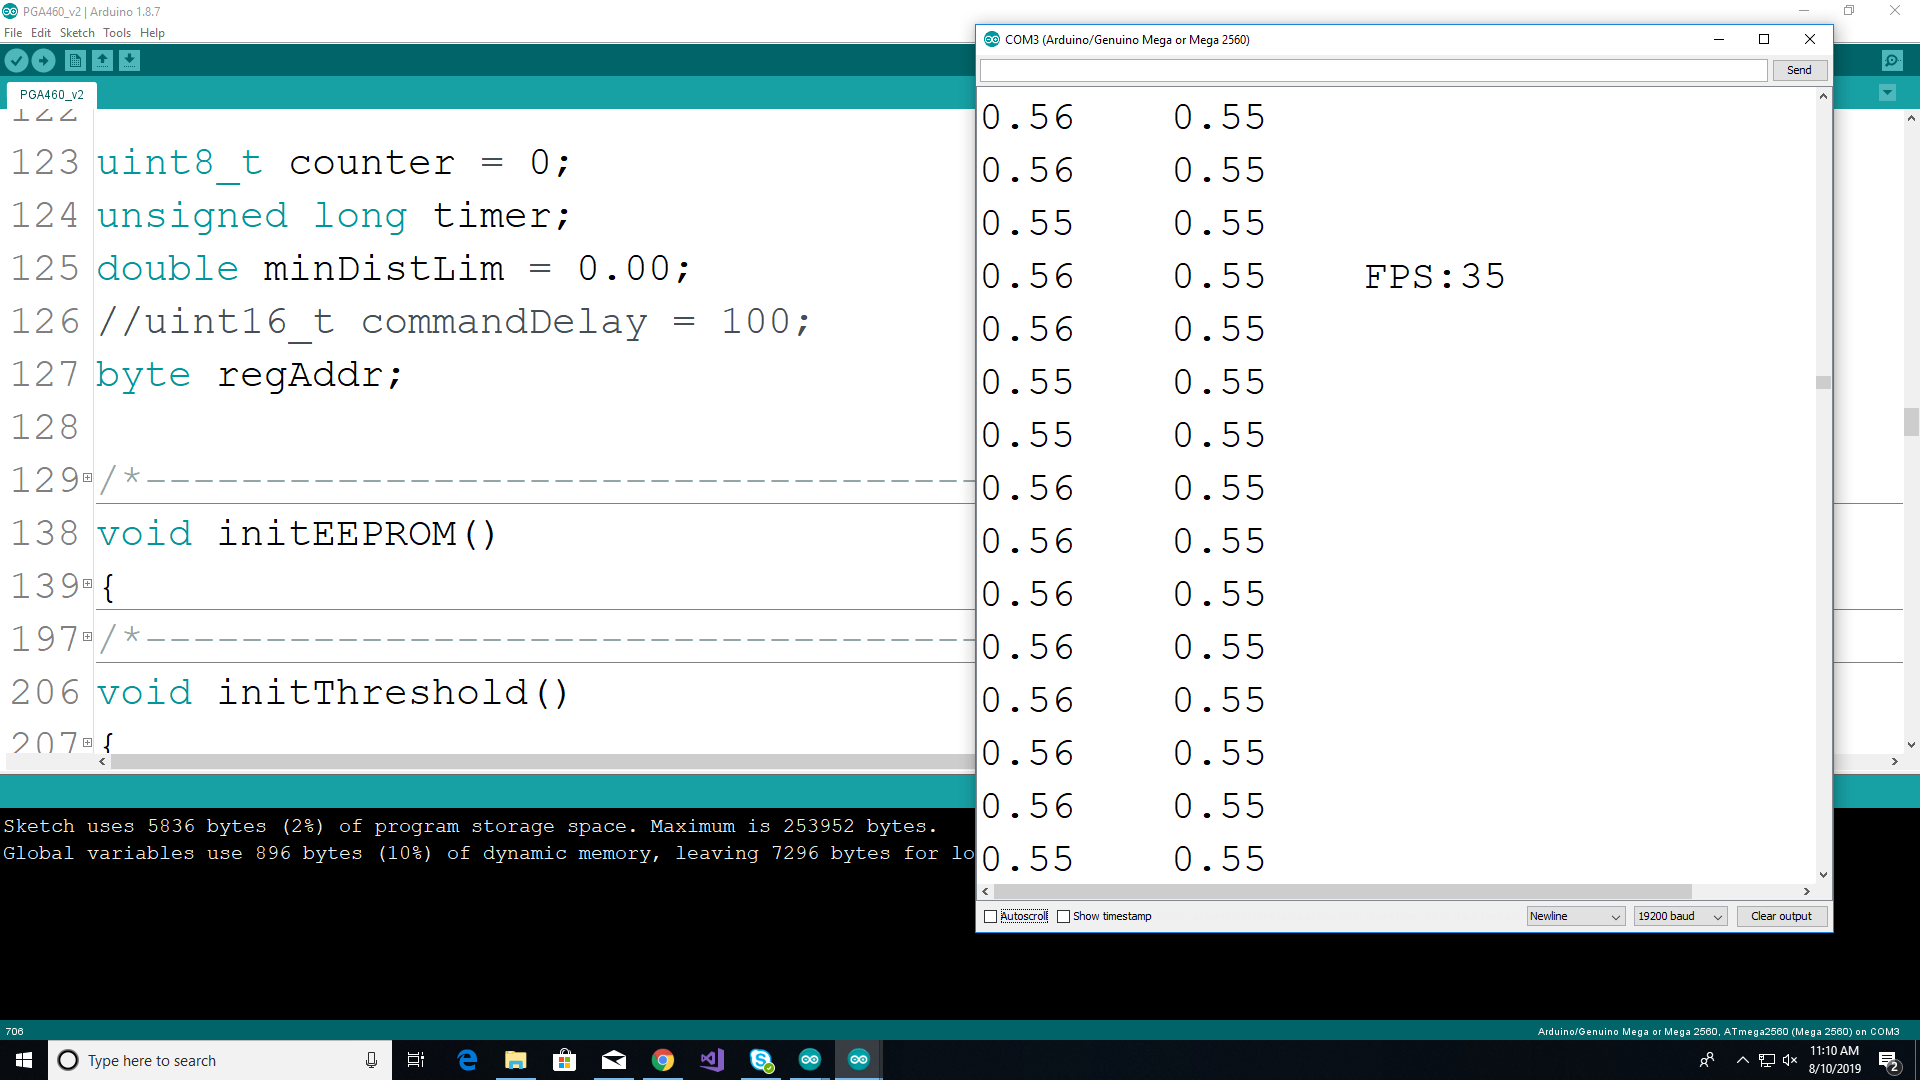 PGA460_v2 | Arduino 1.8.7
File Edit Sketch Tools Help
PGA460_v2
122
123 uint8_t counter = 0;
124 unsigned long timer;
125 double minDistLim = 0.00;
126 //uint16_t commandDelay = 100;
127 byte regAddr;
128
129 /*------------------------------------
138 void initEEPROM()
139 {
197 /*------------------------------------
206 void initThreshold()
207 {
Sketch uses 5836 bytes (2%) of program storage space. Maximum is 253952 bytes.
Global variables use 896 bytes (10%) of dynamic memory, leaving 7296 bytes for lo
COM3 (Arduino/Genuino Mega or Mega 2560)
Send
0.56 0.55
0.56 0.55
0.55 0.55
0.56 0.55 FPS:35
0.56 0.55
0.55 0.55
0.55 0.55
0.56 0.55
0.56 0.55
0.56 0.55
0.56 0.55
0.56 0.55
0.56 0.55
0.56 0.55
0.55 0.55
Autoscroll Show timestamp Newline 19200 baud Clear output
706 Arduino/Genuino Mega or Mega 2560, ATmega2560 (Mega 2560) on COM3
Type here to search
11:10 AM
8/10/2019
2